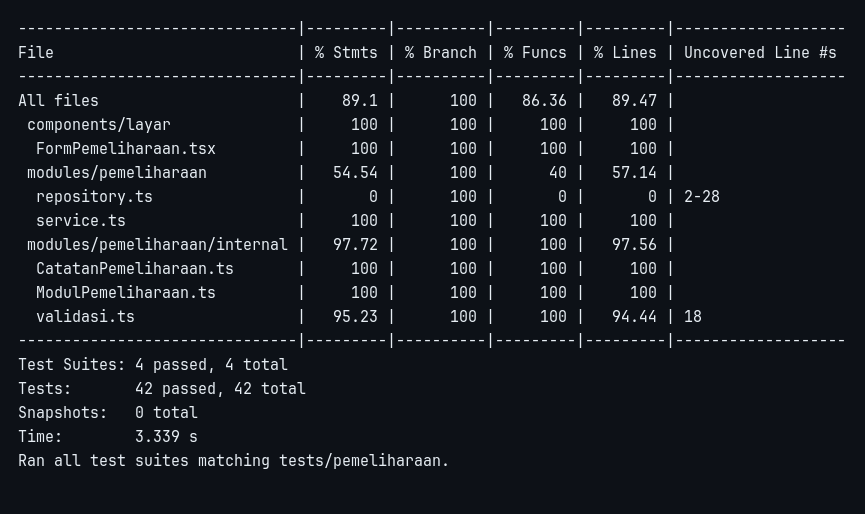 -------------------------------|---------|----------|---------|---------|-------------------
File                           | % Stmts | % Branch | % Funcs | % Lines | Uncovered Line #s
-------------------------------|---------|----------|---------|---------|-------------------
All files                      |    89.1 |      100 |   86.36 |   89.47 |
 components/layar              |     100 |      100 |     100 |     100 |
  FormPemeliharaan.tsx         |     100 |      100 |     100 |     100 |
 modules/pemeliharaan          |   54.54 |      100 |      40 |   57.14 |
  repository.ts                |       0 |      100 |       0 |       0 | 2-28
  service.ts                   |     100 |      100 |     100 |     100 |
 modules/pemeliharaan/internal |   97.72 |      100 |     100 |   97.56 |
  CatatanPemeliharaan.ts       |     100 |      100 |     100 |     100 |
  ModulPemeliharaan.ts         |     100 |      100 |     100 |     100 |
  validasi.ts                  |   95.23 |      100 |     100 |   94.44 | 18
-------------------------------|---------|----------|---------|---------|-------------------
Test Suites: 4 passed, 4 total
Tests:       42 passed, 42 total
Snapshots:   0 total
Time:        3.339 s
Ran all test suites matching tests/pemeliharaan.